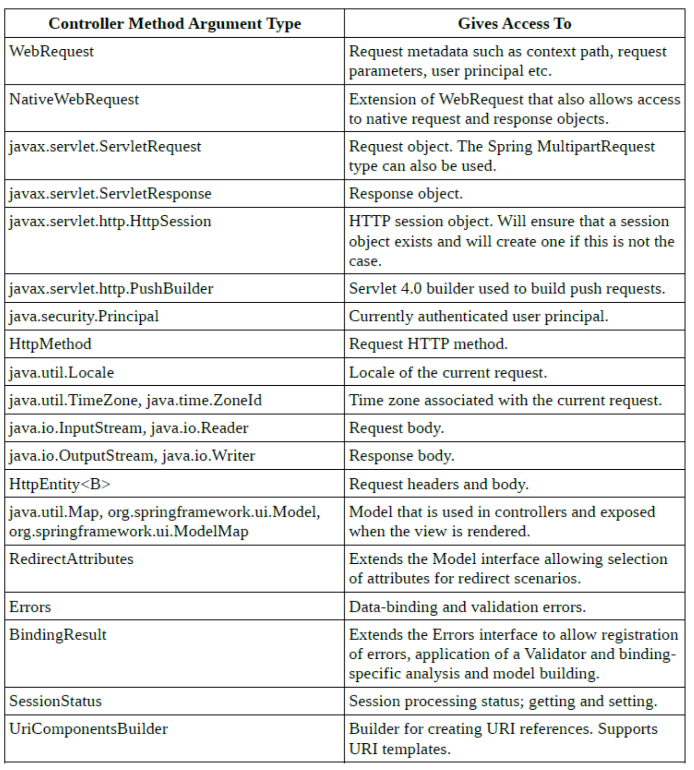 Controller Method Argument Type Gives Access To
WebRequest Request metadata such as context path, request
parameters, user principal etc.
NativeWebRequest Extension of WebRequest that also allows access
to native request and response objects.
javax.servlet.ServletRequest Request object. The Spring MultipartRequest
type can also be used.
javax.servlet.ServletResponse Response object.
javax.servlet.http.HttpSession HTTP session object. Will ensure that a session
object exists and will create one if this is not the
case.
javax.servlet.http.PushBuilder Servlet 4.0 builder used to build push requests.
java.security.Principal Currently authenticated user principal.
HttpMethod Request HTTP method.
java.util.Locale Locale of the current request.
java.util.TimeZone, java.time.ZoneId Time zone associated with the current request.
java.io.InputStream, java.io.Reader Request body.
java.io.OutputStream, java.io.Writer Response body.
HttpEntity<B> Request headers and body.
java.util.Map, org.springframework.ui.Model, Model that is used in controllers and exposed
org.springframework.ui.ModelMap when the view is rendered.
RedirectAttributes Extends the Model interface allowing selection
of attributes for redirect scenarios.
Errors Data-binding and validation errors.
BindingResult Extends the Errors interface to allow registration
of errors, application of a Validator and binding-
specific analysis and model building.
SessionStatus Session processing status; getting and setting.
UriComponentsBuilder Builder for creating URI references. Supports
URI templates.